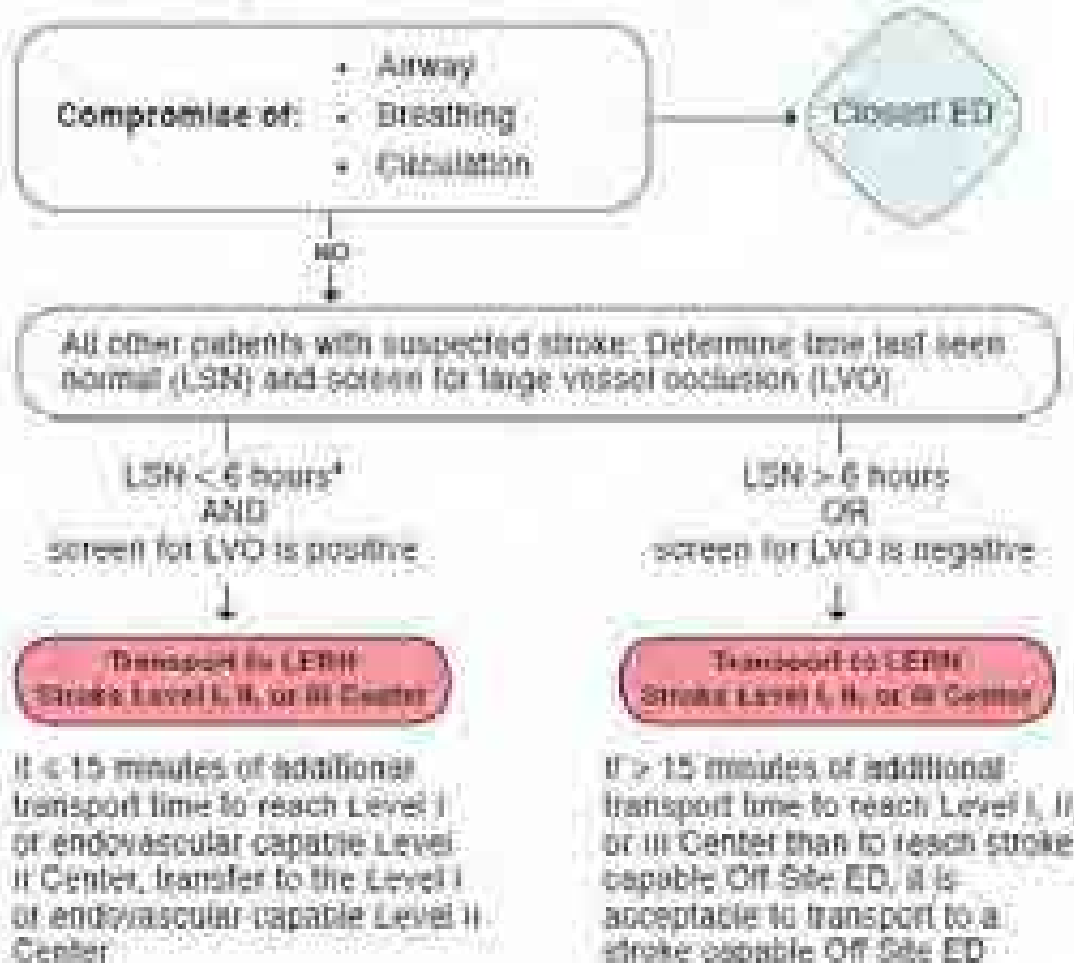 Compromise of:
• Airway
• Breathing
• Circulation
Closest ED
NO
All other patients with suspected stroke: Determine time last seen
normal (LSN) and screen for large vessel occlusion (LVO)
LSN < 6 hours*
AND
screen for LVO is positive
LSN > 6 hours
OR
screen for LVO is negative
Transport to LERN
Stroke Level I, II, or III Center
Transport to LERN
Stroke Level I, II, or III Center
If < 15 minutes of additional
transport time to reach Level I
or endovascular capable Level
II Center, transfer to the Level I
or endovascular capable Level II
Center
If > 15 minutes of additional
transport time to reach Level I, II
or III Center than to reach stroke
capable Off Site ED, it is
acceptable to transport to a
stroke capable Off Site ED